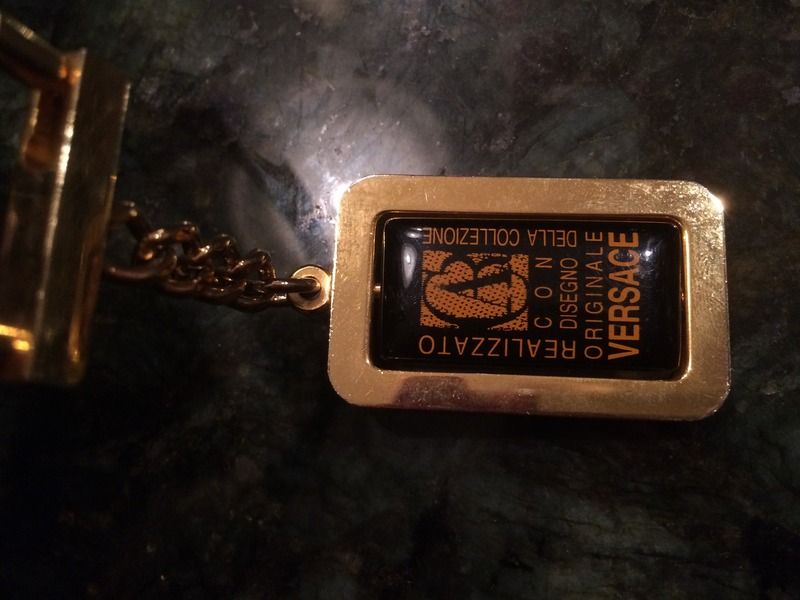 REALIZZATO
CON
DISEGNO
ORIGINALE
DELLA COLLEZIONE
VERSACE